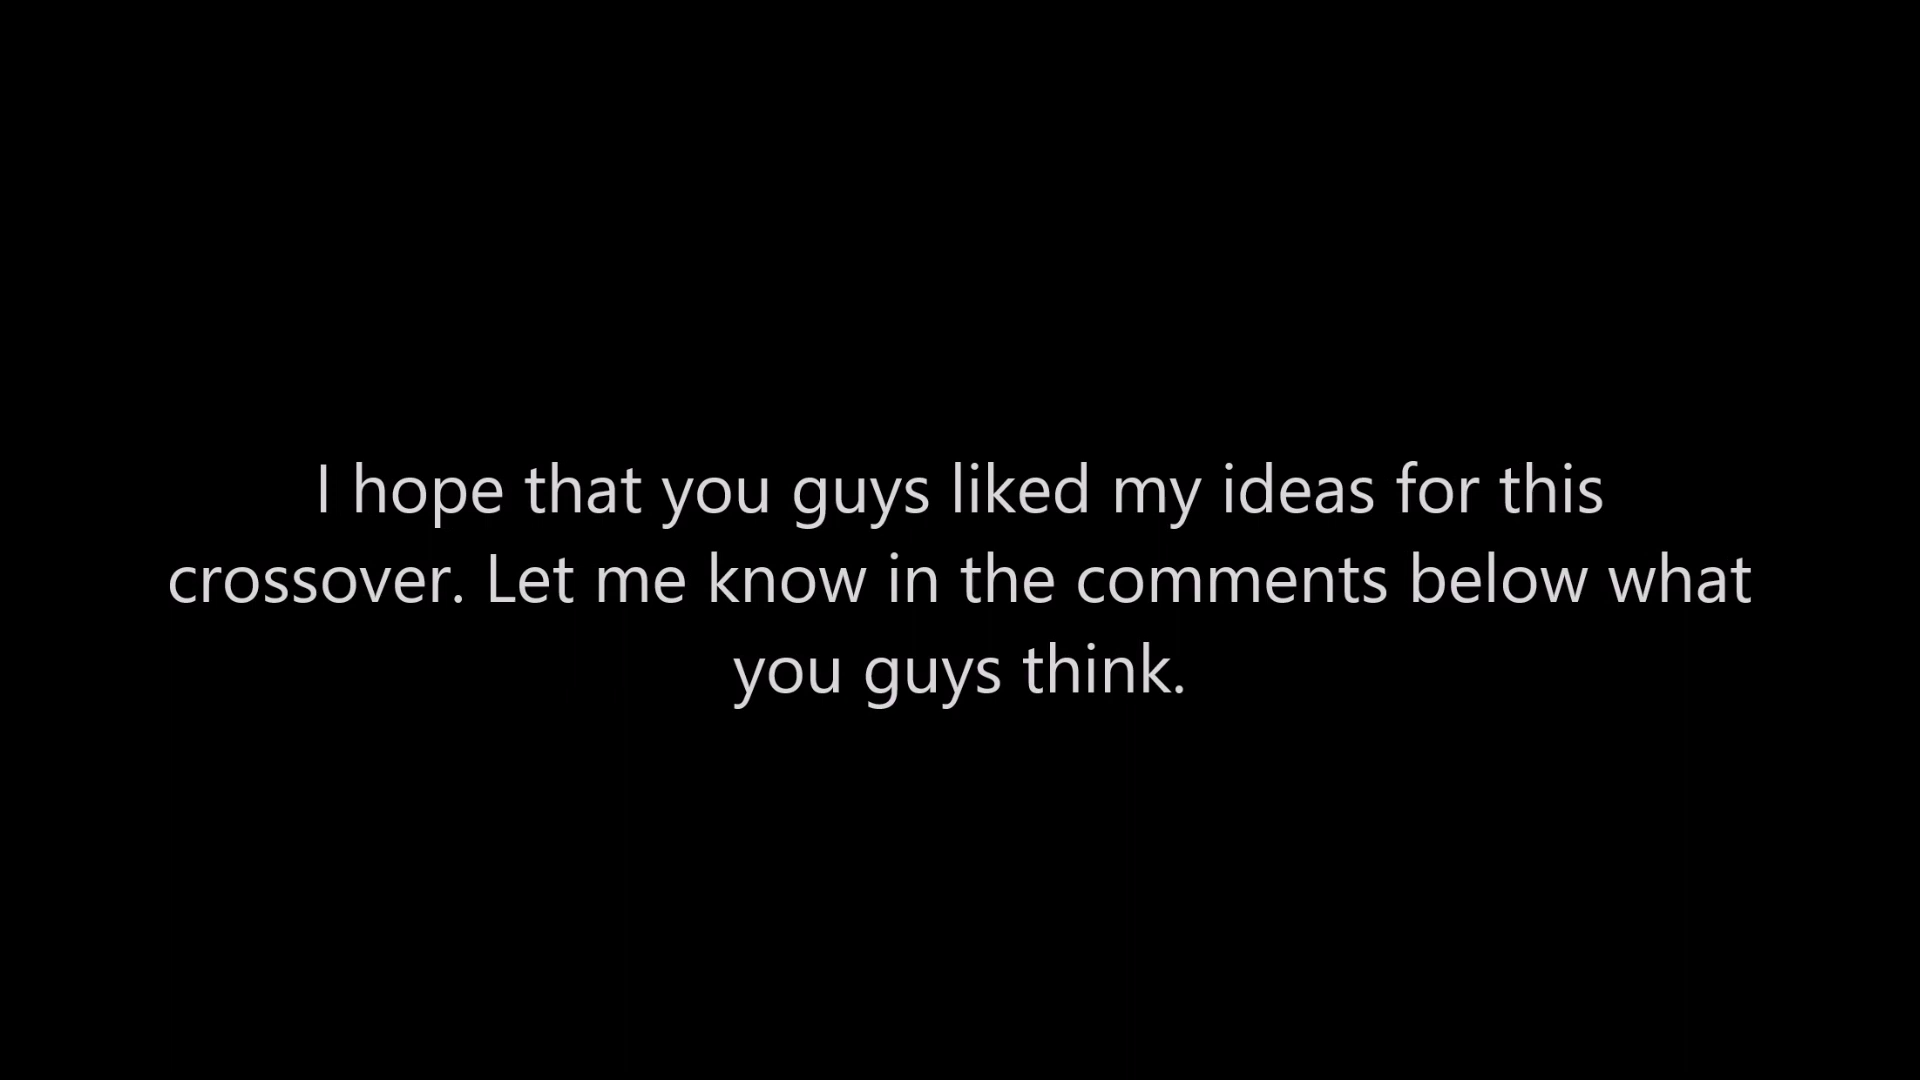 I hope that you guys liked my ideas for this
crossover. Let me know in the comments below what
you guys think.